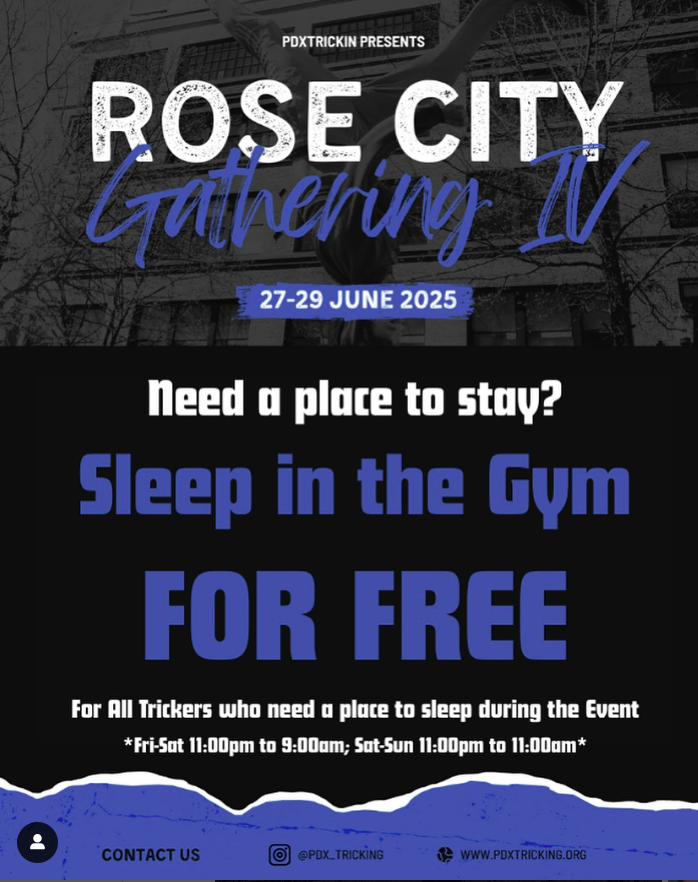 PDXTRICKIN PRESENTS
ROSE CITY
Gathering IV
27-29 JUNE 2025
Need a place to stay?
Sleep in the Gym
FOR FREE
For All Trickers who need a place to sleep during the Event
*Fri-Sat 11:00pm to 9:00am; Sat-Sun 11:00pm to 11:00am*
CONTACT US @PDX_TRICKING WWW.PDXTRICKING.ORG